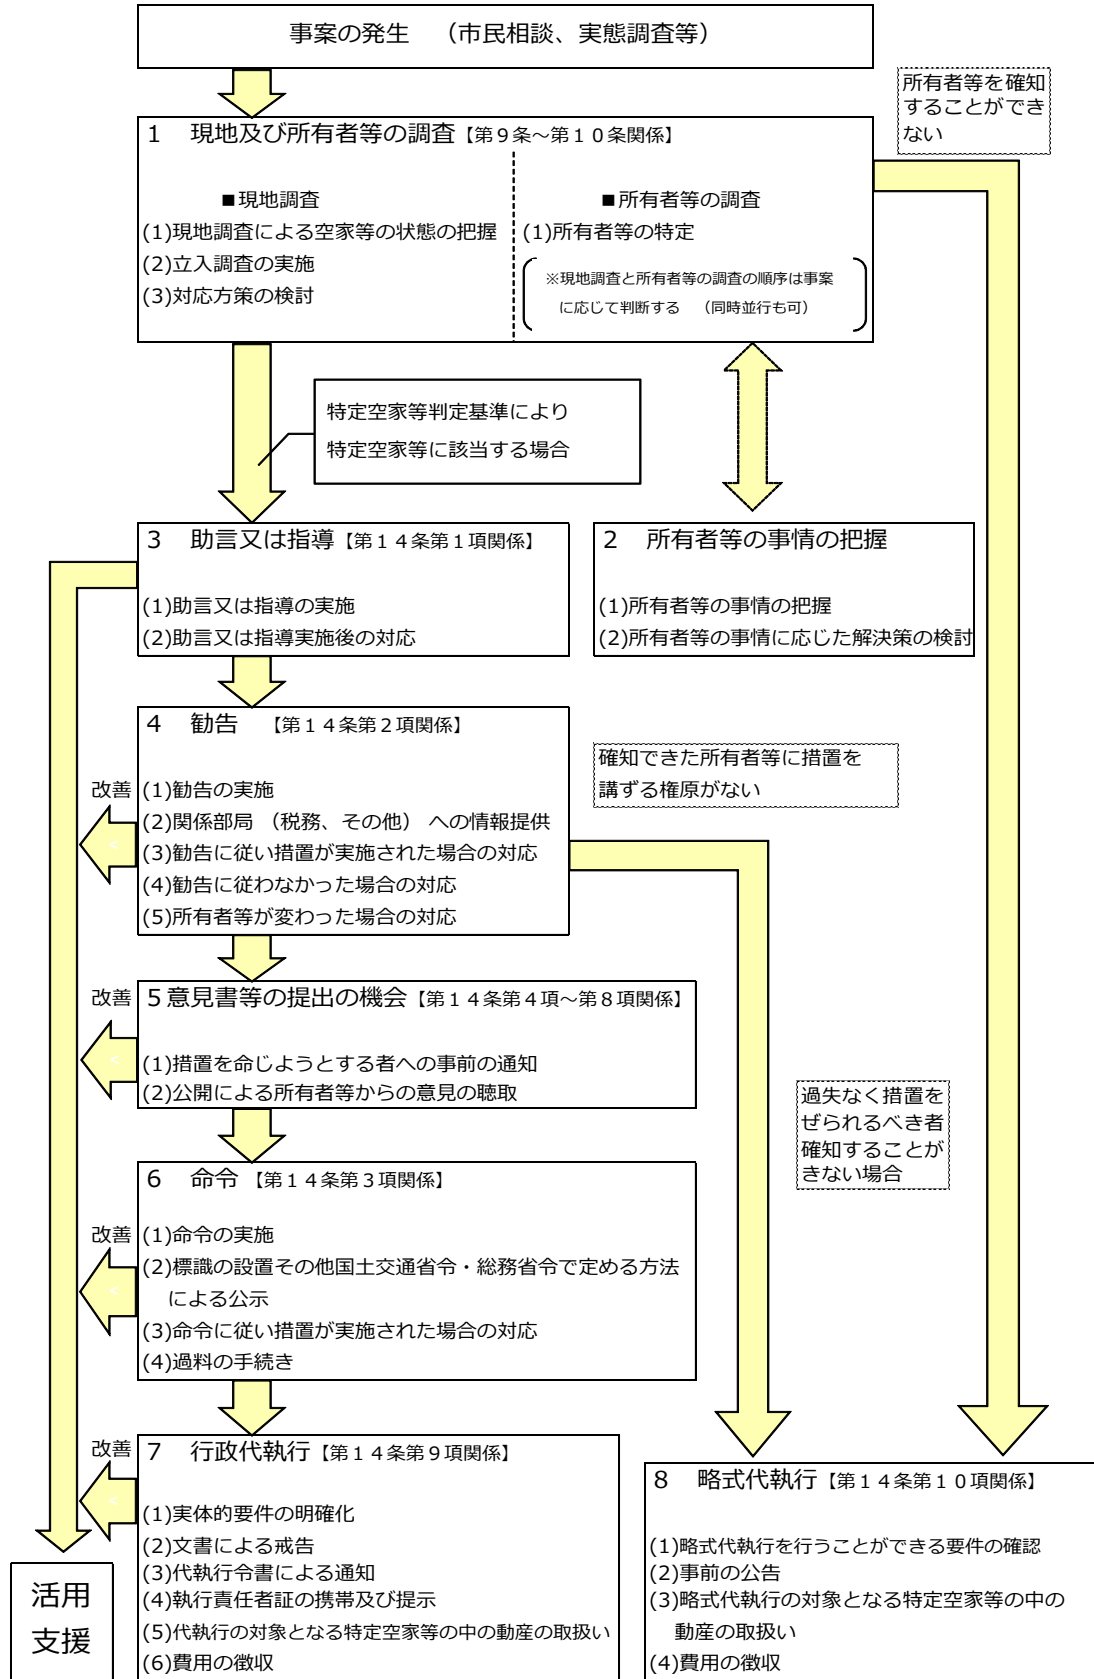 事案の発生　（市民相談、実態調査等）
所有者等を確知
することができ
ない
１　現地及び所有者等の調査【第９条～第１０条関係】
■現地調査
(1)現地調査による空家等の状態の把握
(2)立入調査の実施
(3)対応方策の検討
■所有者等の調査
(1)所有者等の特定
※現地調査と所有者等の調査の順序は事案
に応じて判断する　（同時並行も可）
特定空家等判定基準により
特定空家等に該当する場合
３　助言又は指導【第１４条第１項関係】
(1)助言又は指導の実施
(2)助言又は指導実施後の対応
２　所有者等の事情の把握
(1)所有者等の事情の把握
(2)所有者等の事情に応じた解決策の検討
４　勧告　【第１４条第２項関係】
改善
(1)勧告の実施
(2)関係部局 （税務、その他） への情報提供
(3)勧告に従い措置が実施された場合の対応
(4)勧告に従わなかった場合の対応
(5)所有者等が変わった場合の対応
確知できた所有者等に措置を
講ずる権原がない
改善
５意見書等の提出の機会【第１４条第４項～第８項関係】
(1)措置を命じようとする者への事前の通知
(2)公開による所有者等からの意見の聴取
過失なく措置を
ぜられるべき者
確知することが
きない場合
６　命令【第１４条第３項関係】
改善
(1)命令の実施
(2)標識の設置その他国土交通省令・総務省令で定める方法
による公示
(3)命令に従い措置が実施された場合の対応
(4)過料の手続き
改善
７　行政代執行【第１４条第９項関係】
(1)実体的要件の明確化
(2)文書による戒告
(3)代執行令書による通知
(4)執行責任者証の携帯及び提示
(5)代執行の対象となる特定空家等の中の動産の取扱い
(6)費用の徴収
８　略式代執行【第１４条第１０項関係】
(1)略式代執行を行うことができる要件の確認
(2)事前の公告
(3)略式代執行の対象となる特定空家等の中の
動産の取扱い
(4)費用の徴収
活用
支援